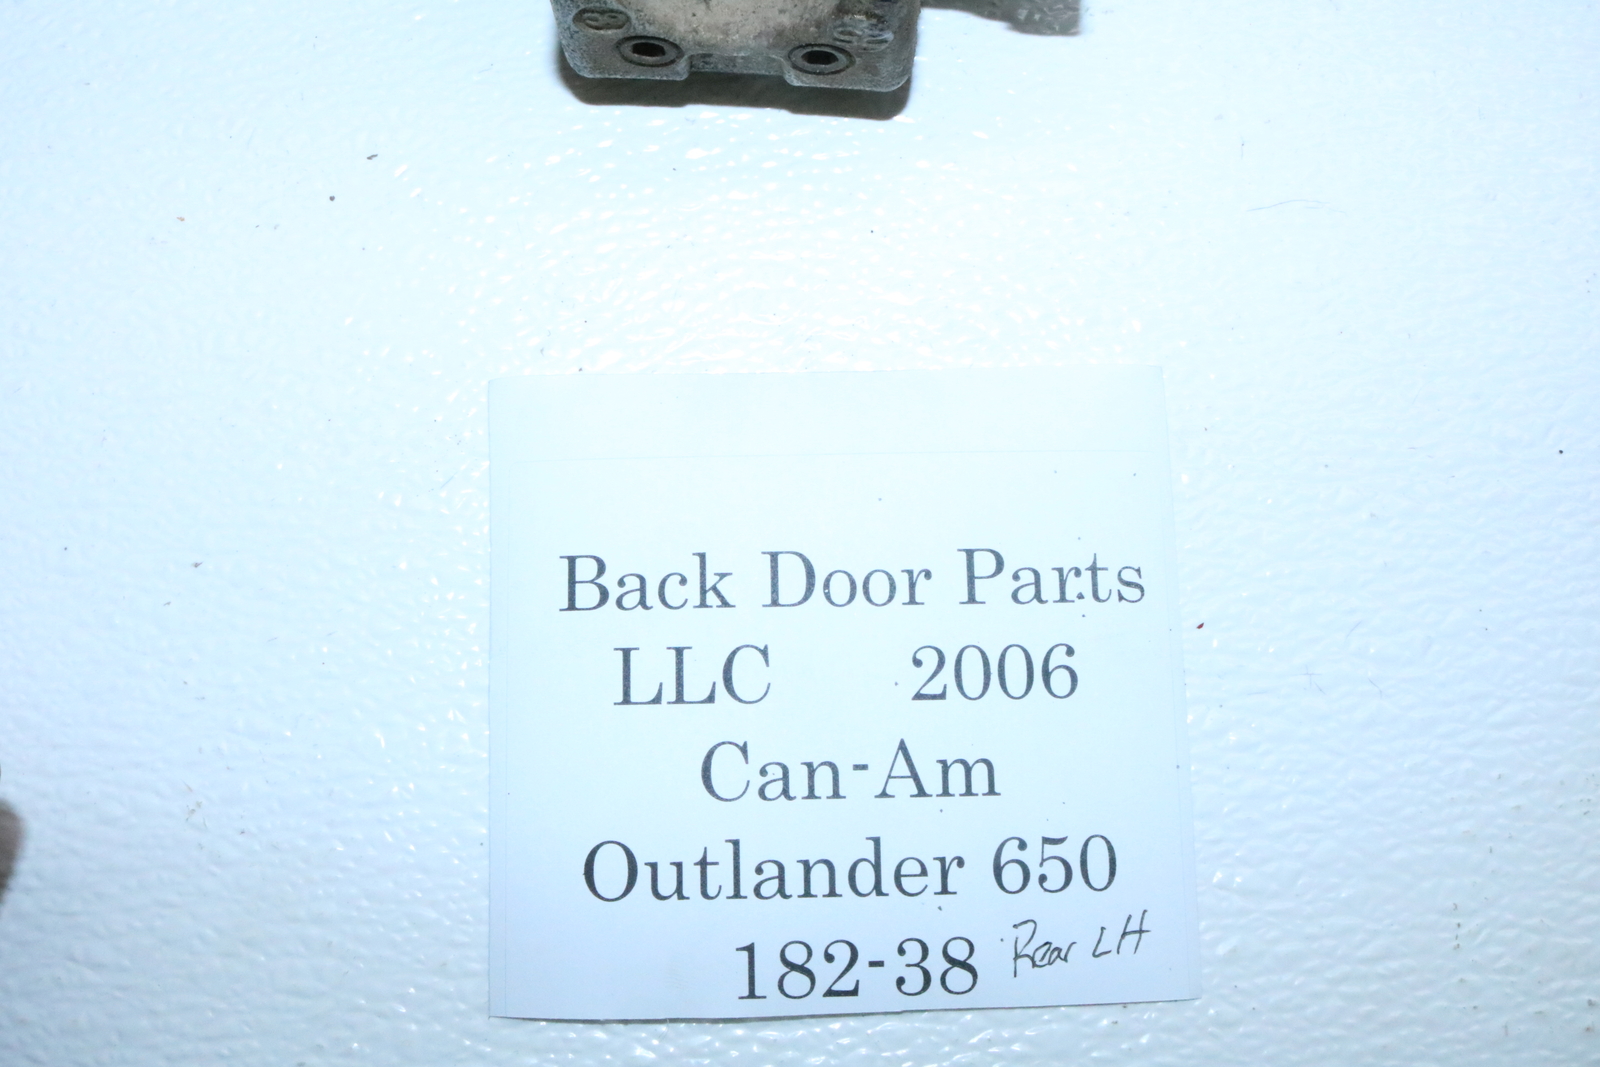 Back Door Parts
LLC 2006
Can-Am
Outlander 650
182-38 Rear LH